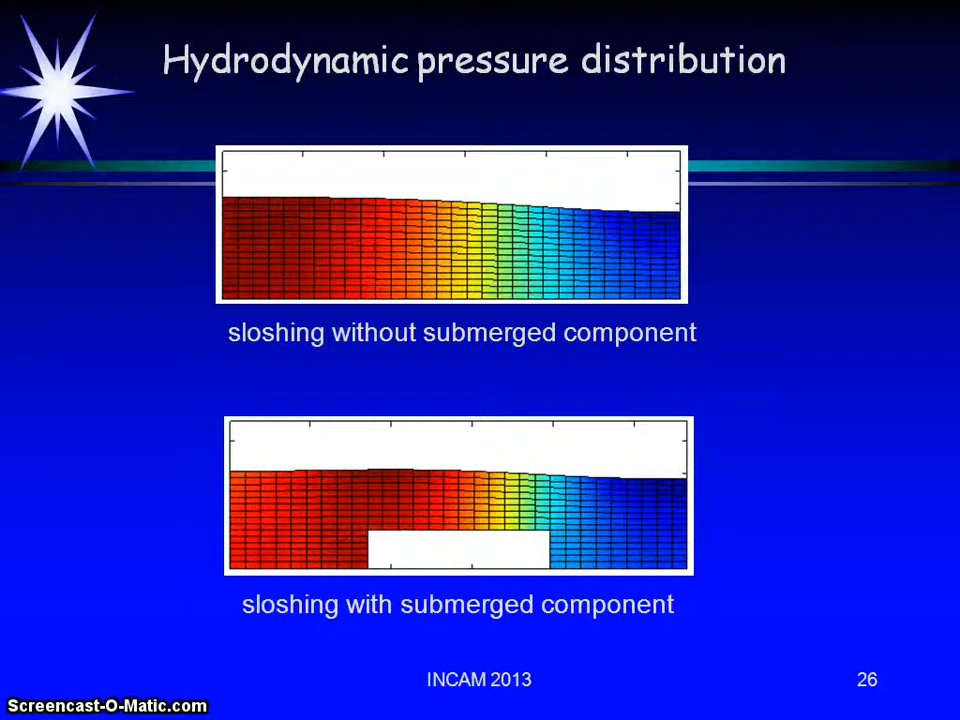 Hydrodynamic pressure distribution
sloshing without submerged component
sloshing with submerged component
INCAM 2013
26
Screencast-O-Matic.com